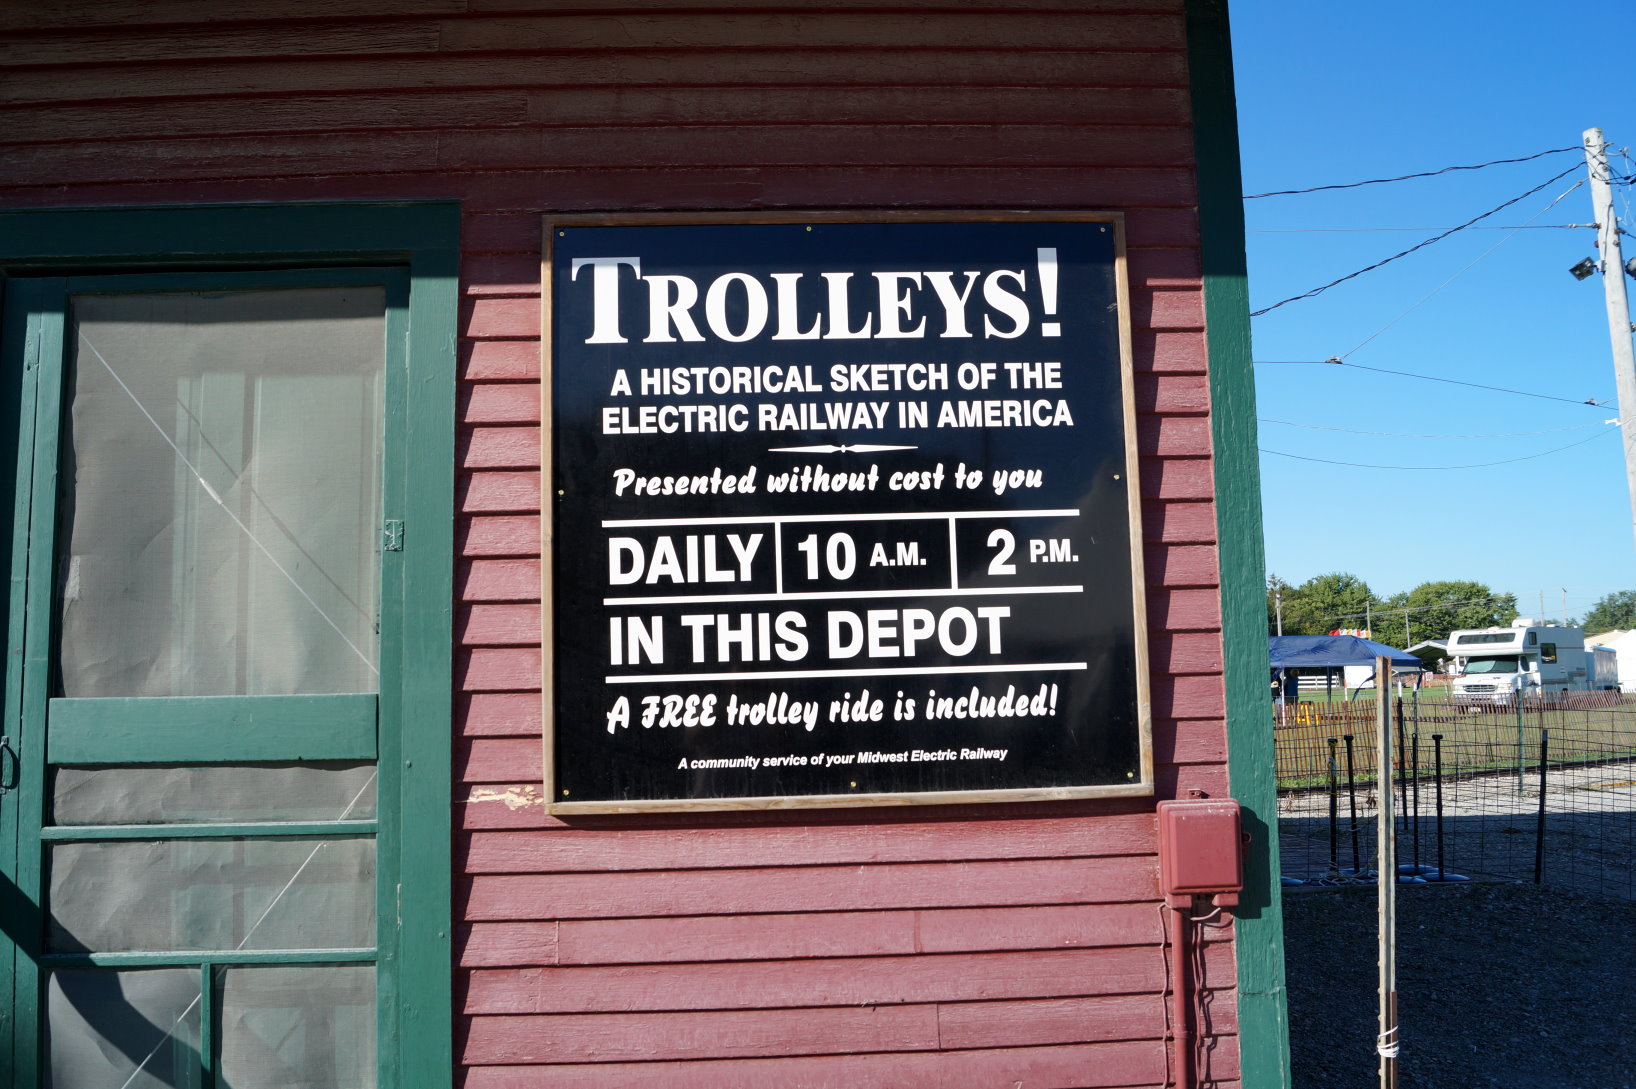 TROLLEYS!
A HISTORICAL SKETCH OF THE
ELECTRIC RAILWAY IN AMERICA
Presented without cost to you
DAILY 10 A.M. 2 P.M.
IN THIS DEPOT
A FREE trolley ride is included!
A community service of your Midwest Electric Railway